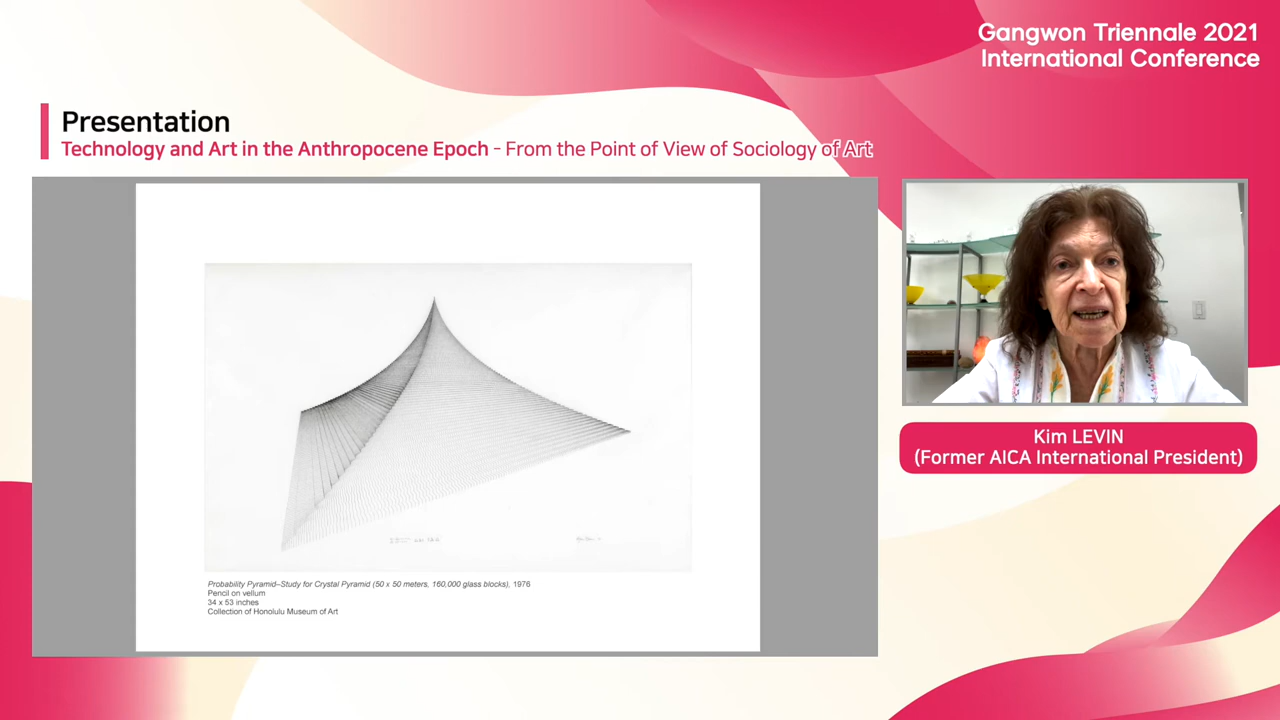 Gangwon Triennale 2021
International Conference
Presentation
Technology and Art in the Anthropocene Epoch - From the Point of View of Sociology of Art
Probability Pyramid–Study for Crystal Pyramid (50 x 50 meters, 160,000 glass blocks), 1976
Pencil on vellum
34 x 53 inches
Collection of Honolulu Museum of Art
Kim LEVIN
(Former AICA International President)